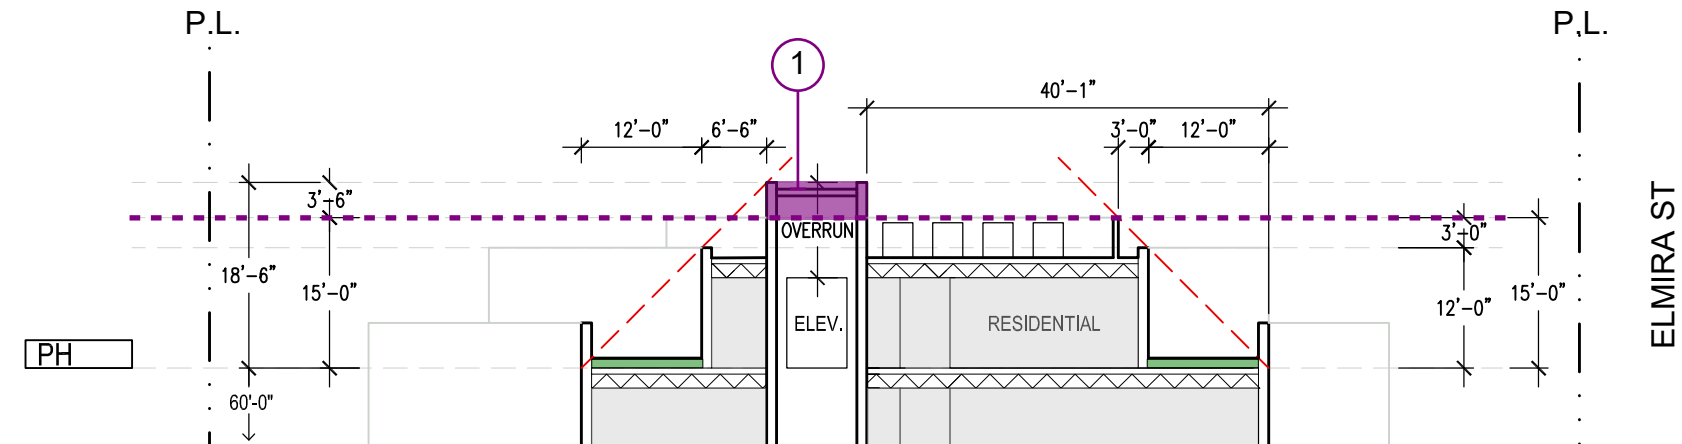 P.L.
P.L.
1
40'-1"
12'-0"
6'-6"
3'-0"
12'-0"
3'-6"
OVERRUN
3'-0"
18'-6"
15'-0"
12'-0"
15'-0"
ELEV.
RESIDENTIAL
PH
60'-0"
ELMIRA ST